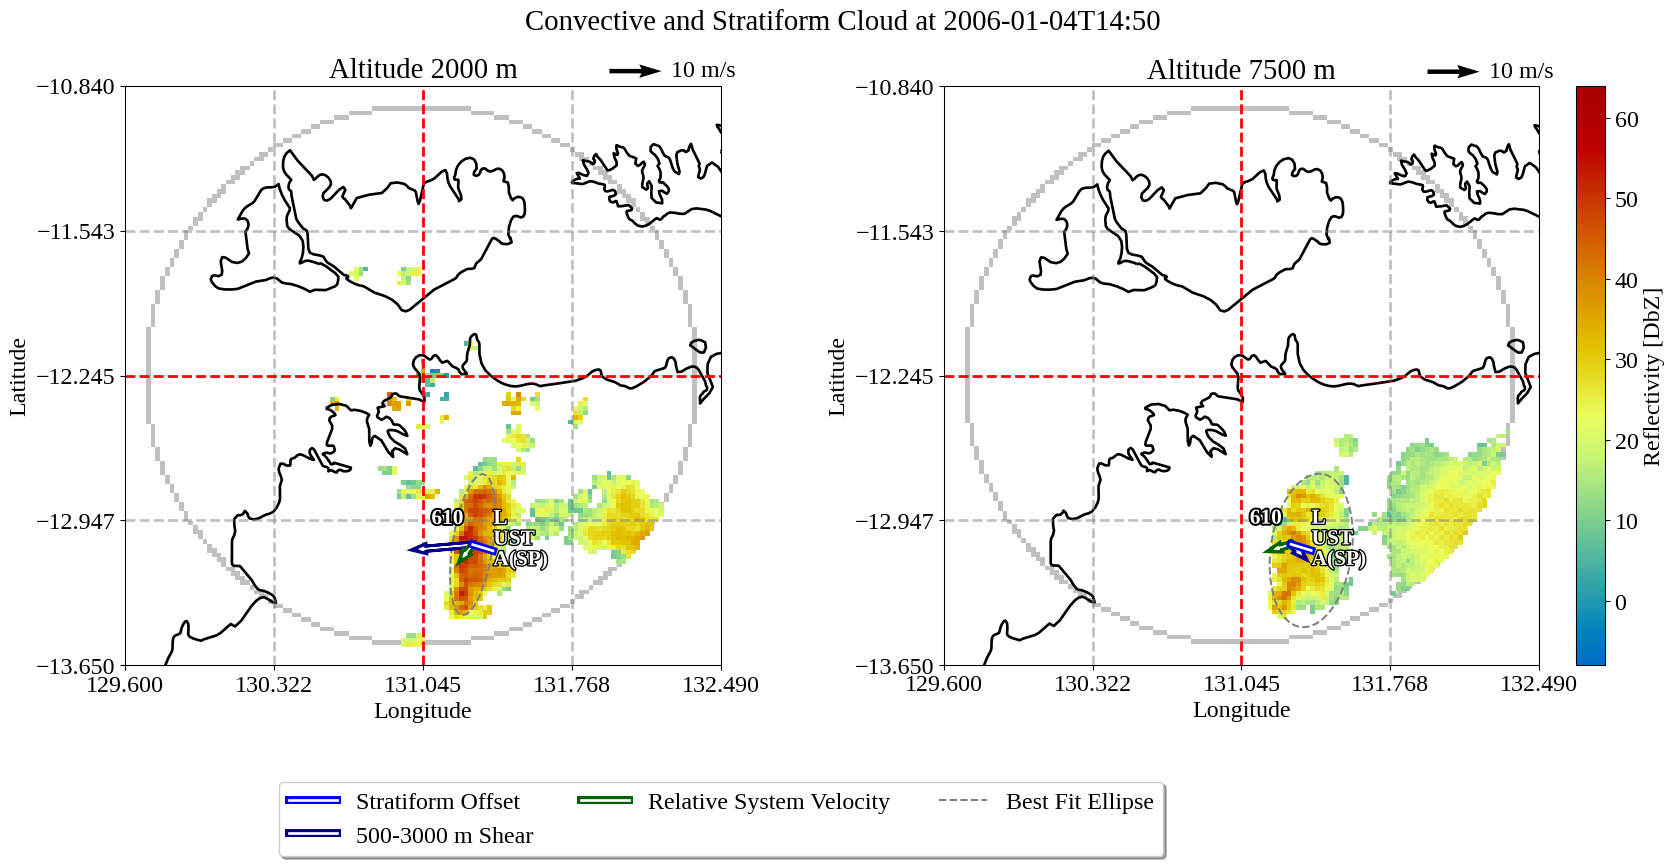 Convective and Stratiform Cloud at 2006-01-04T14:50
Altitude 2000 m
10 m/s
−10.840
−11.543
−12.245
−12.947
−13.650
129.600
130.322
131.045
131.768
132.490
Latitude
Longitude
610
L
UST
A(SP)
Altitude 7500 m
10 m/s
−10.840
−11.543
−12.245
−12.947
−13.650
129.600
130.322
131.045
131.768
132.490
Latitude
Longitude
610
L
UST
A(SP)
60
50
40
30
20
10
0
Reflectivity [DbZ]
Stratiform Offset
500-3000 m Shear
Relative System Velocity
Best Fit Ellipse